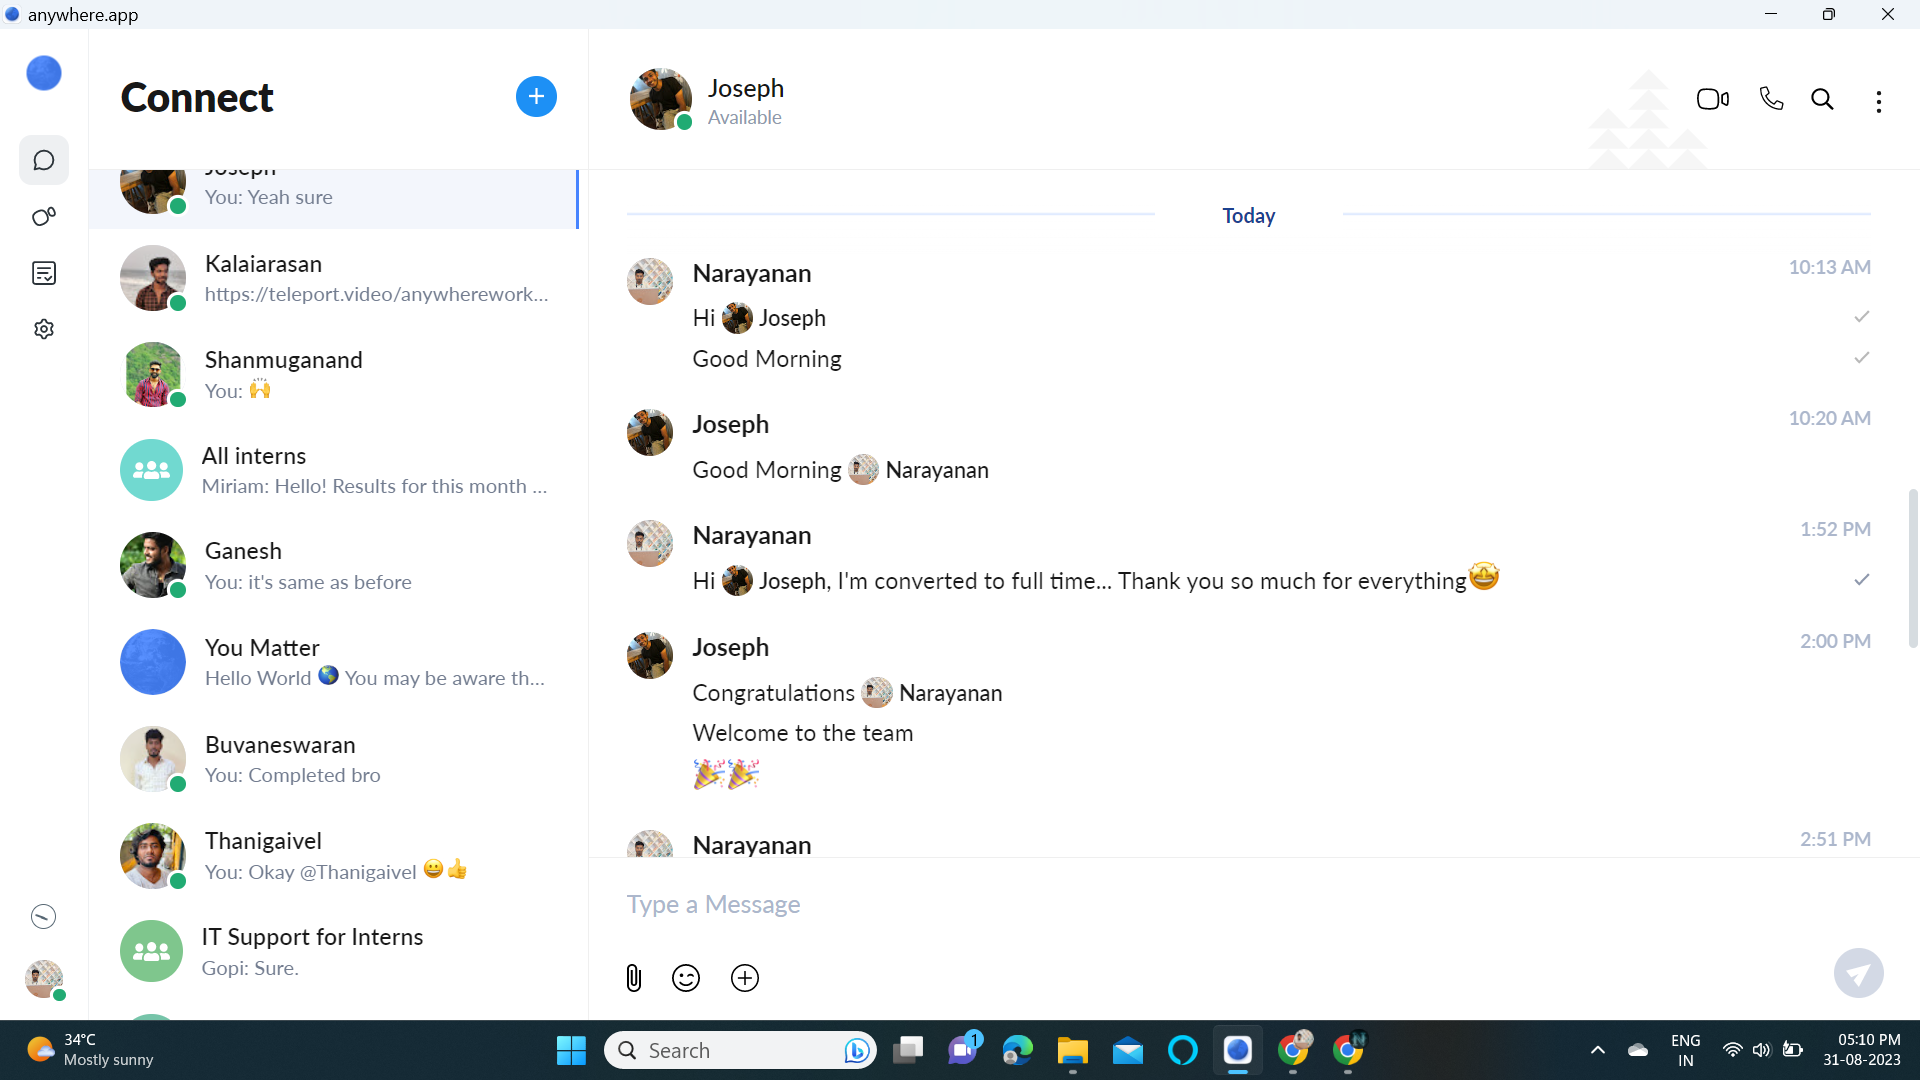 anywhere.app
Connect
Joseph
You: Yeah sure
Kalaiarasan
https://teleport.video/anywherework...
Shanmuganand
You: 🙌
All interns
Miriam: Hello! Results for this month ...
Ganesh
You: it's same as before
You Matter
Hello World 🌎 You may be aware th...
Buvaneswaran
You: Completed bro
Thanigaivel
You: Okay @Thanigaivel 😀👍
IT Support for Interns
Gopi: Sure.
Joseph
Available
Today
Narayanan 10:13 AM
Hi Joseph
Good Morning
Joseph 10:20 AM
Good Morning Narayanan
Narayanan 1:52 PM
Hi Joseph, I'm converted to full time... Thank you so much for everything🤩
Joseph 2:00 PM
Congratulations Narayanan
Welcome to the team
🎉🎉
Narayanan 2:51 PM
Type a Message
34°C
Mostly sunny
Search
1
N
ENG
IN
05:10 PM
31-08-2023